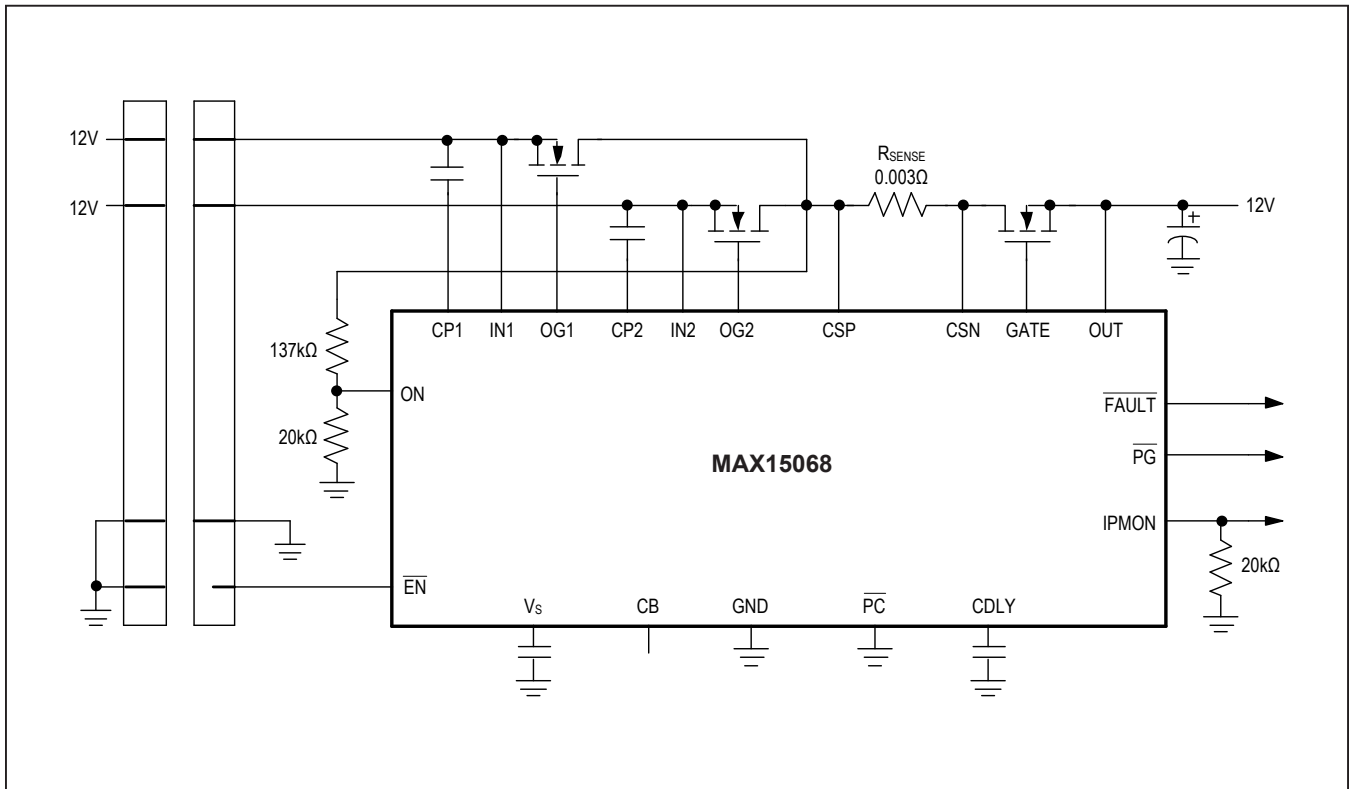 12V
12V
RSENSE
0.003Ω
12V
CP1 IN1 OG1 CP2 IN2 OG2 CSP CSN GATE OUT
137kΩ
ON
20kΩ
FAULT
PG
MAX15068
IPMON
20kΩ
EN
VS CB GND PC CDLY
+